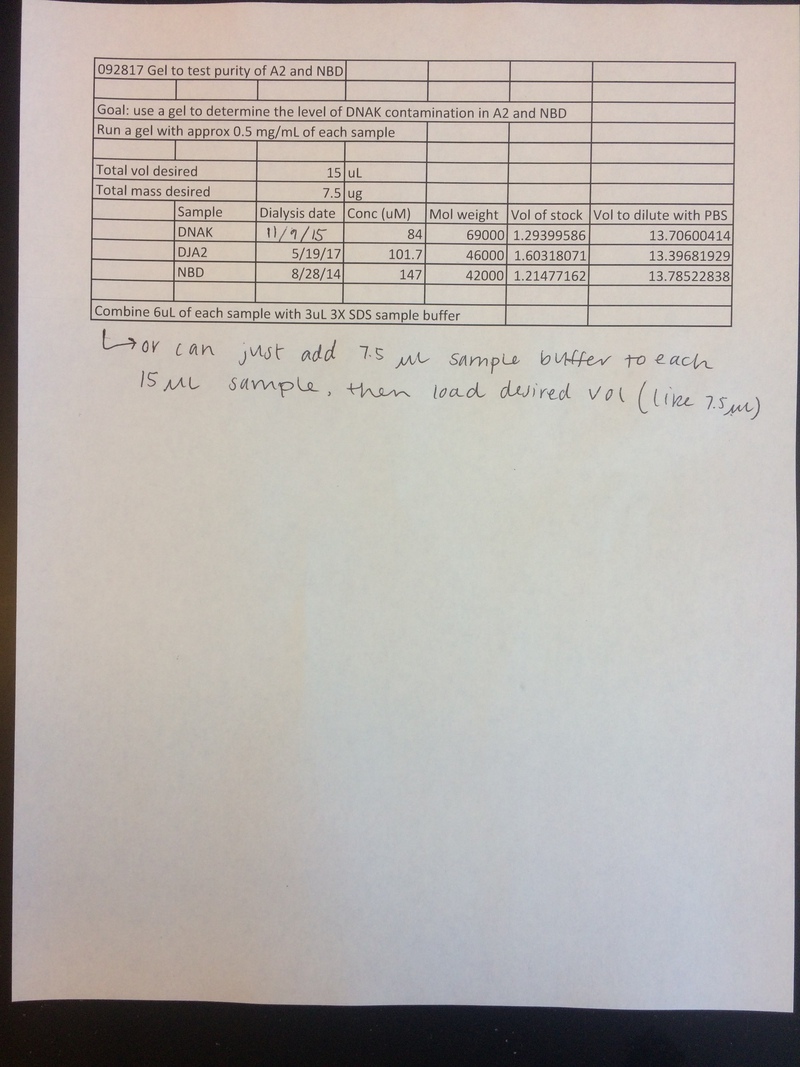 092817 Gel to test purity of A2 and NBD
Goal: use a gel to determine the level of DNAK contamination in A2 and NBD
Run a gel with approx 0.5 mg/mL of each sample
Total vol desired 15 uL
Total mass desired 7.5 ug
Sample Dialysis date Conc (uM) Mol weight Vol of stock Vol to dilute with PBS
DNAK 11/9/15 84 69000 1.29399586 13.70600414
DJA2 5/19/17 101.7 46000 1.60318071 13.39681929
NBD 8/28/14 147 42000 1.21477162 13.78522838
Combine 6uL of each sample with 3uL 3X SDS sample buffer
↳ or can just add 7.5 μL sample buffer to each
15 μL sample, then load desired vol (like 7.5 μL)